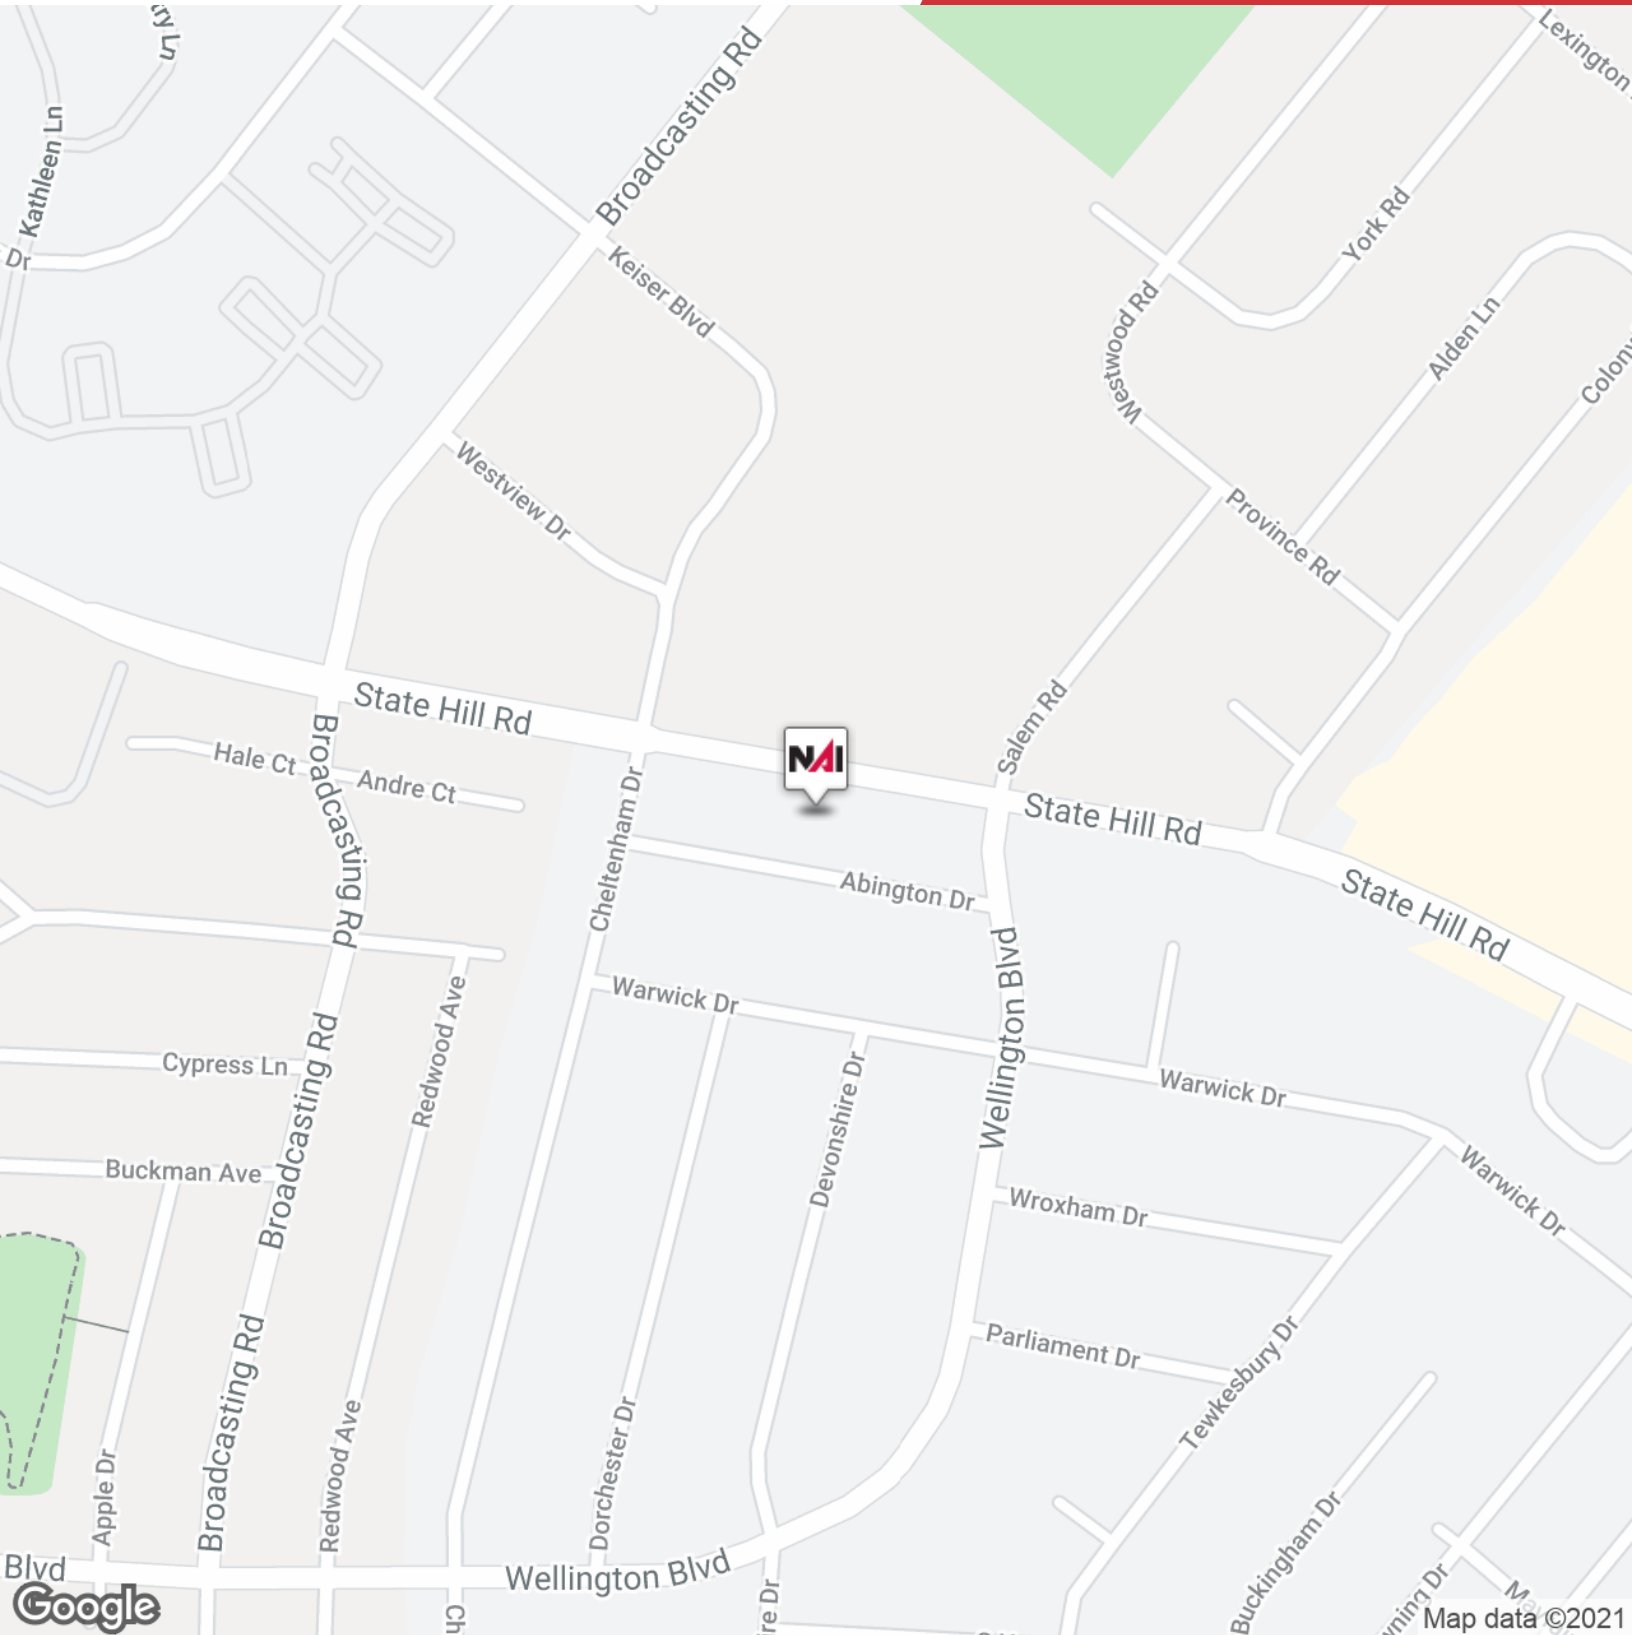 Lexington
Broadcasting Rd
Kathleen Ln
Dr
York Rd
Keiser Blvd
Westwood Rd
Alden Ln
Westview Dr
Province Rd
State Hill Rd
Salem Rd
NAI
Hale Ct
Andre Ct
Broadcasting Rd
State Hill Rd
Cheltenham Dr
Abington Dr
State Hill Rd
Warwick Dr
Wellington Blvd
Redwood Ave
Cypress Ln
Broadcasting Rd
Devonshire Dr
Warwick Dr
Buckman Ave
Wroxham Dr
Warwick Dr
Parliament Dr
Tewkesbury Dr
Broadcasting Rd
Redwood Ave
Dorchester Dr
Apple Dr
Buckingham Dr
Blvd
Wellington Blvd
Google
Map data ©2021